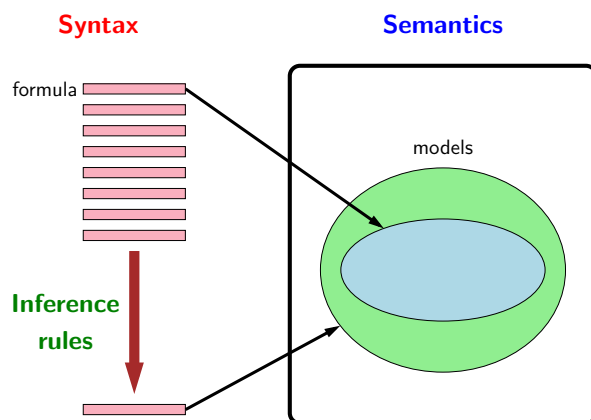 Syntax
Semantics
formula
models
Inference
rules